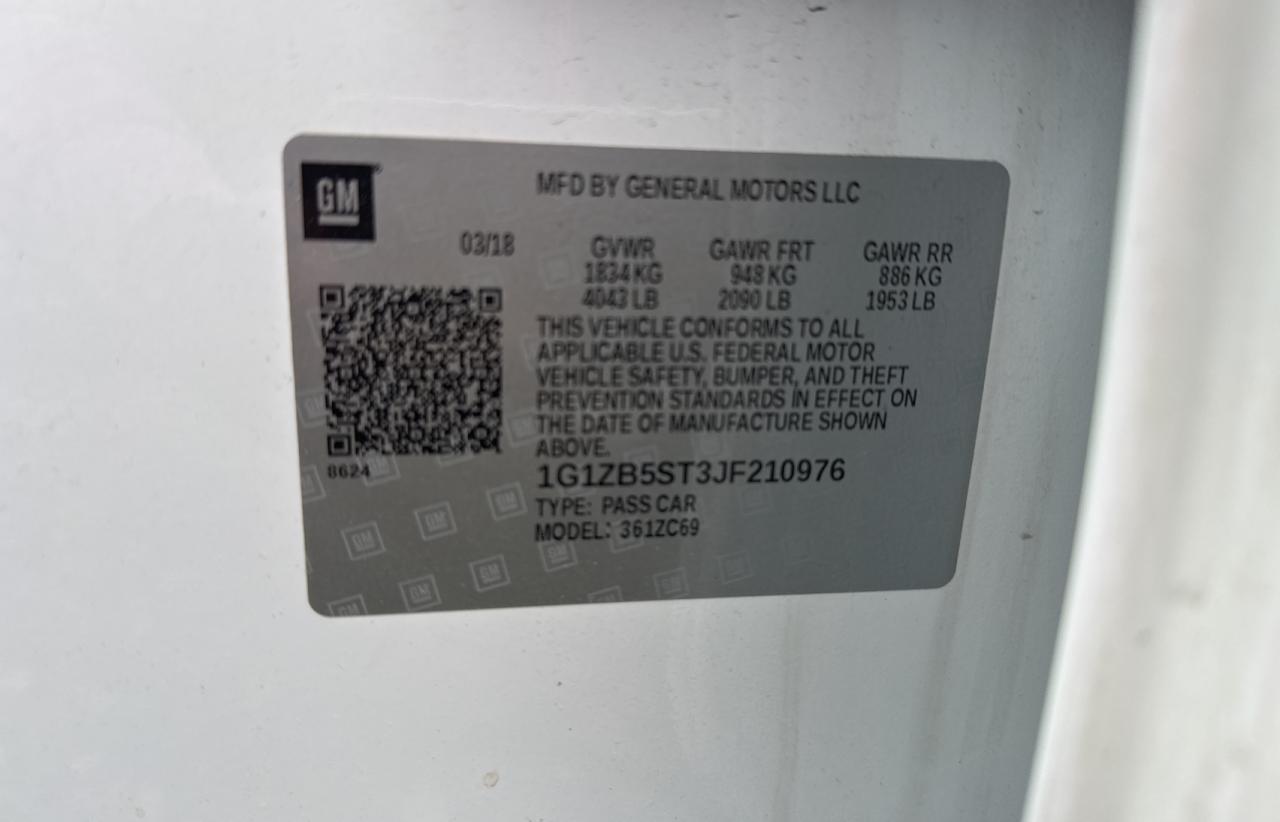 GM
MFD BY GENERAL MOTORS LLC
03/18 GVWR GAWR FRT GAWR RR
1834 KG 948 KG 886 KG
4043 LB 2090 LB 1953 LB
THIS VEHICLE CONFORMS TO ALL
APPLICABLE U.S. FEDERAL MOTOR
VEHICLE SAFETY, BUMPER, AND THEFT
PREVENTION STANDARDS IN EFFECT ON
THE DATE OF MANUFACTURE SHOWN
ABOVE.
8624
1G1ZB5ST3JF210976
TYPE: PASS CAR
MODEL: 361ZC69